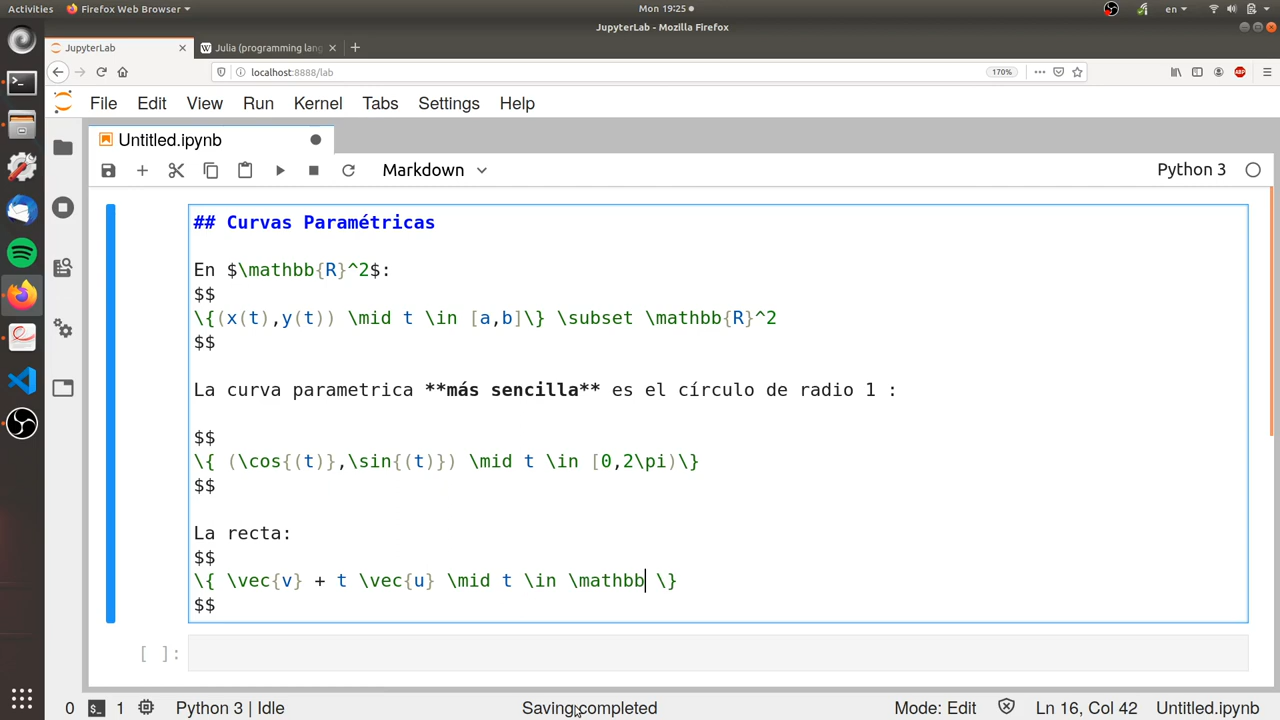 Activities Firefox Web Browser Mon 19:25 en
JupyterLab - Mozilla Firefox
JupyterLab Julia (programming lang
localhost:8888/lab 170% ABP
File Edit View Run Kernel Tabs Settings Help
Untitled.ipynb
Markdown Python 3
## Curvas Paramétricas
En $\mathbb{R}^2$:
$$
\{(x(t),y(t)) \mid t \in [a,b]\} \subset \mathbb{R}^2
$$
La curva parametrica **más sencilla** es el círculo de radio 1 :
$$
\{ (\cos{(t)},\sin{(t)}) \mid t \in [0,2\pi)\}
$$
La recta:
$$
\{ \vec{v} + t \vec{u} \mid t \in \mathbb \}
$$
[ ]:
0 1 Python 3 | Idle Saving completed Mode: Edit Ln 16, Col 42 Untitled.ipynb